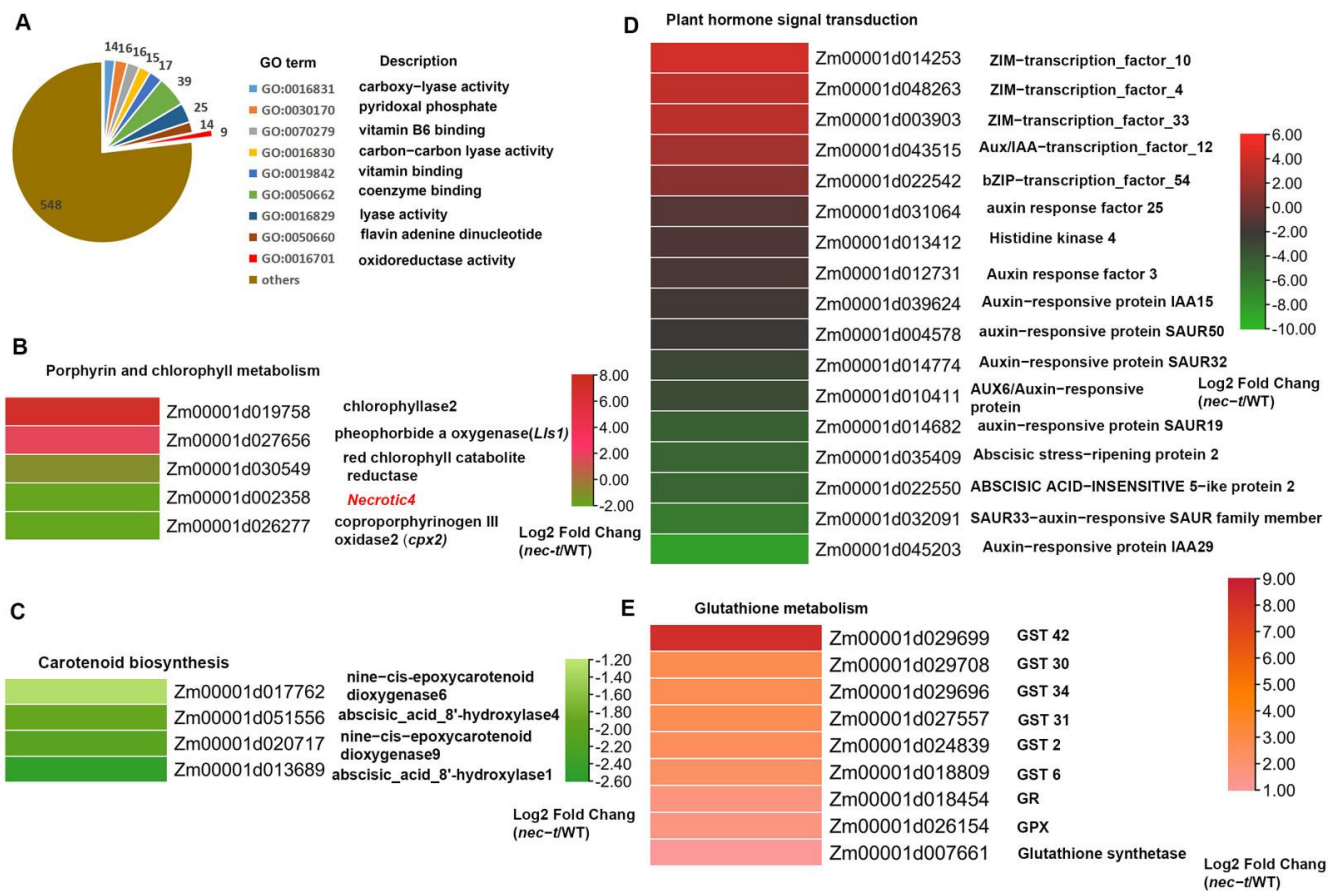 A
14
16
16
15
17
39
25
14
9
548
GO term Description
GO:0016831 carboxy-lyase activity
GO:0030170 pyridoxal phosphate
GO:0070279 vitamin B6 binding
GO:0016830 carbon-carbon lyase activity
GO:0019842 vitamin binding
GO:0050662 coenzyme binding
GO:0016829 lyase activity
GO:0050660 flavin adenine dinucleotide
GO:0016701 oxidoreductase activity
others
B
Porphyrin and chlorophyll metabolism
Zm00001d019758 chlorophyllase2
Zm00001d027656 pheophorbide a oxygenase(Lls1)
Zm00001d030549 red chlorophyll catabolite
reductase
Zm00001d002358 Necrotic4
Zm00001d026277 coproporphyrinogen III
oxidase2 (cpx2)
8.00
6.00
4.00
2.00
0.00
-2.00
Log2 Fold Chang
(nec-t/WT)
C
Carotenoid biosynthesis
Zm00001d017762 nine-cis-epoxycarotenoid
dioxygenase6
Zm00001d051556 abscisic_acid_8'-hydroxylase4
Zm00001d020717 nine-cis-epoxycarotenoid
dioxygenase9
Zm00001d013689 abscisic_acid_8'-hydroxylase1
-1.20
-1.40
-1.60
-1.80
-2.00
-2.20
-2.40
-2.60
Log2 Fold Chang
(nec-t/WT)
D
Plant hormone signal transduction
Zm00001d014253 ZIM-transcription_factor_10
Zm00001d048263 ZIM-transcription_factor_4
Zm00001d003903 ZIM-transcription_factor_33
Zm00001d043515 Aux/IAA-transcription_factor_12
Zm00001d022542 bZIP-transcription_factor_54
Zm00001d031064 auxin response factor 25
Zm00001d013412 Histidine kinase 4
Zm00001d012731 Auxin response factor 3
Zm00001d039624 Auxin-responsive protein IAA15
Zm00001d004578 auxin-responsive protein SAUR50
Zm00001d014774 Auxin-responsive protein SAUR32
Zm00001d010411 AUX6/Auxin-responsive
protein
Zm00001d014682 auxin-responsive protein SAUR19
Zm00001d035409 Abscisic stress-ripening protein 2
Zm00001d022550 ABSCISIC ACID-INSENSITIVE 5-ike protein 2
Zm00001d032091 SAUR33-auxin-responsive SAUR family member
Zm00001d045203 Auxin-responsive protein IAA29
6.00
4.00
2.00
-2.00
-4.00
-6.00
-8.00
-10.00
Log2 Fold Chang
(nec-t/WT)
E
Glutathione metabolism
Zm00001d029699 GST 42
Zm00001d029708 GST 30
Zm00001d029696 GST 34
Zm00001d027557 GST 31
Zm00001d024839 GST 2
Zm00001d018809 GST 6
Zm00001d018454 GR
Zm00001d026154 GPX
Zm00001d007661 Glutathione synthetase
9.00
8.00
7.00
6.00
5.00
4.00
3.00
2.00
1.00
Log2 Fold Chang
(nec-t/WT)